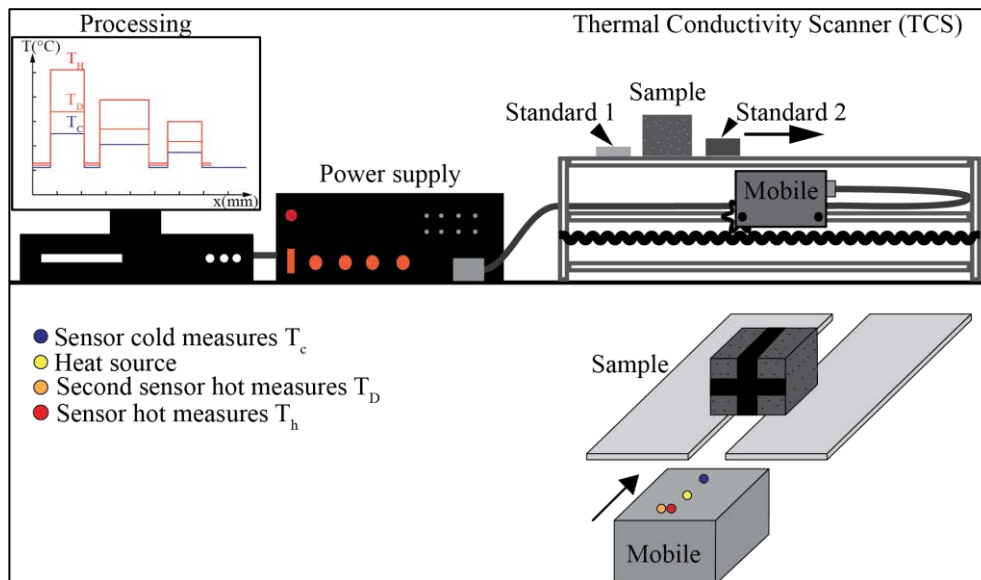 Processing
Thermal Conductivity Scanner (TCS)
T(°C)
T_H
T_D
T_C
x(mm)
Power supply
Standard 1
Sample
Standard 2
Mobile
Sensor cold measures T_c
Heat source
Second sensor hot measures T_D
Sensor hot measures T_h
Sample
Mobile